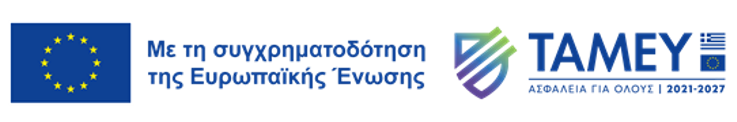 Με τη συγχρηματοδότηση
της Ευρωπαϊκής Ένωσης
ΤΑΜΕΥ
ΑΣΦΑΛΕΙΑ ΓΙΑ ΟΛΟΥΣ | 2021-2027